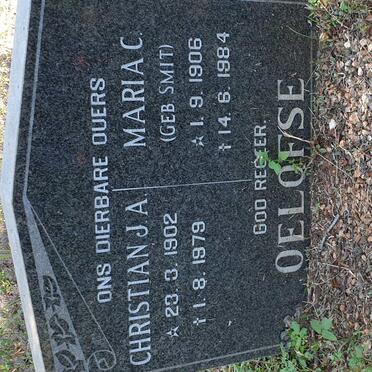 ONS DIERBARE OUERS
CHRISTIAN J A.
☆ 23.3.1902
† 1.8.1979
MARIA C.
(GEB. SMIT)
☆ 1.9.1906
† 14.6.1984
GOD REGEER.
OELOFSE